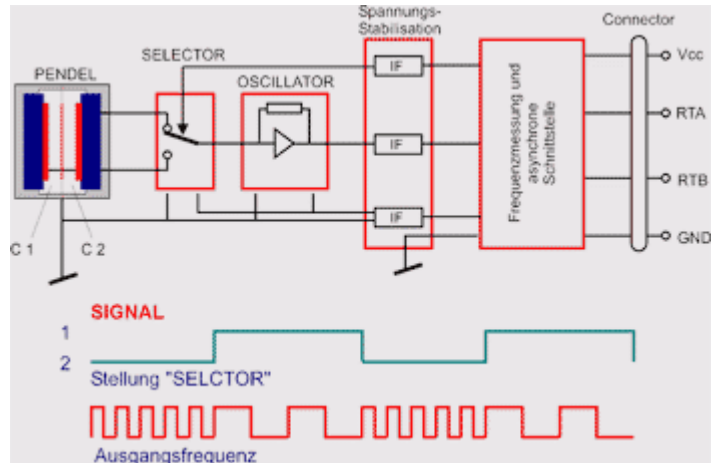 Spannungs-
Stabilisation
Connector
PENDEL
SELECTOR
OSCILLATOR
IF
IF
IF
Frequenzmessung und
asynchrone
Schnittstelle
Vcc
RTA
RTB
GND
C 1
C 2
SIGNAL
1
2
Stellung "SELCTOR"
Ausgangsfrequenz